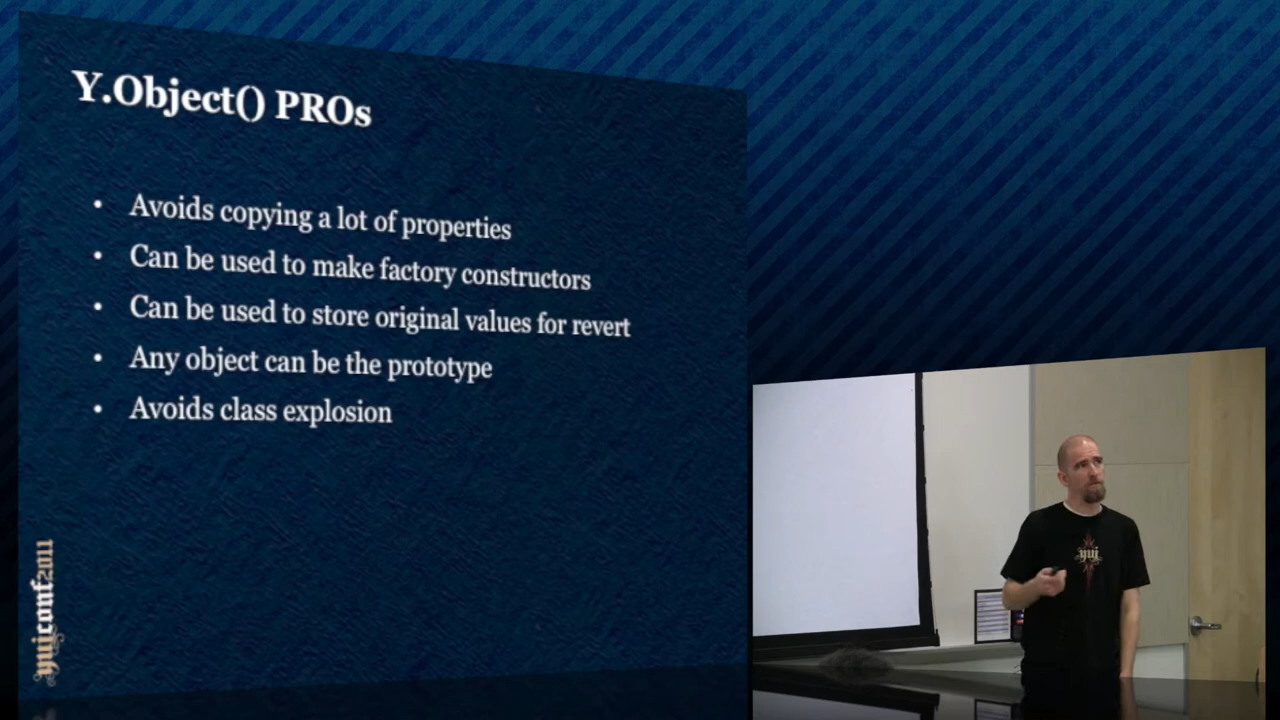 Y.Object() PROs
• Avoids copying a lot of properties
• Can be used to make factory constructors
• Can be used to store original values for revert
• Any object can be the prototype
• Avoids class explosion
yuiconf2011
yui